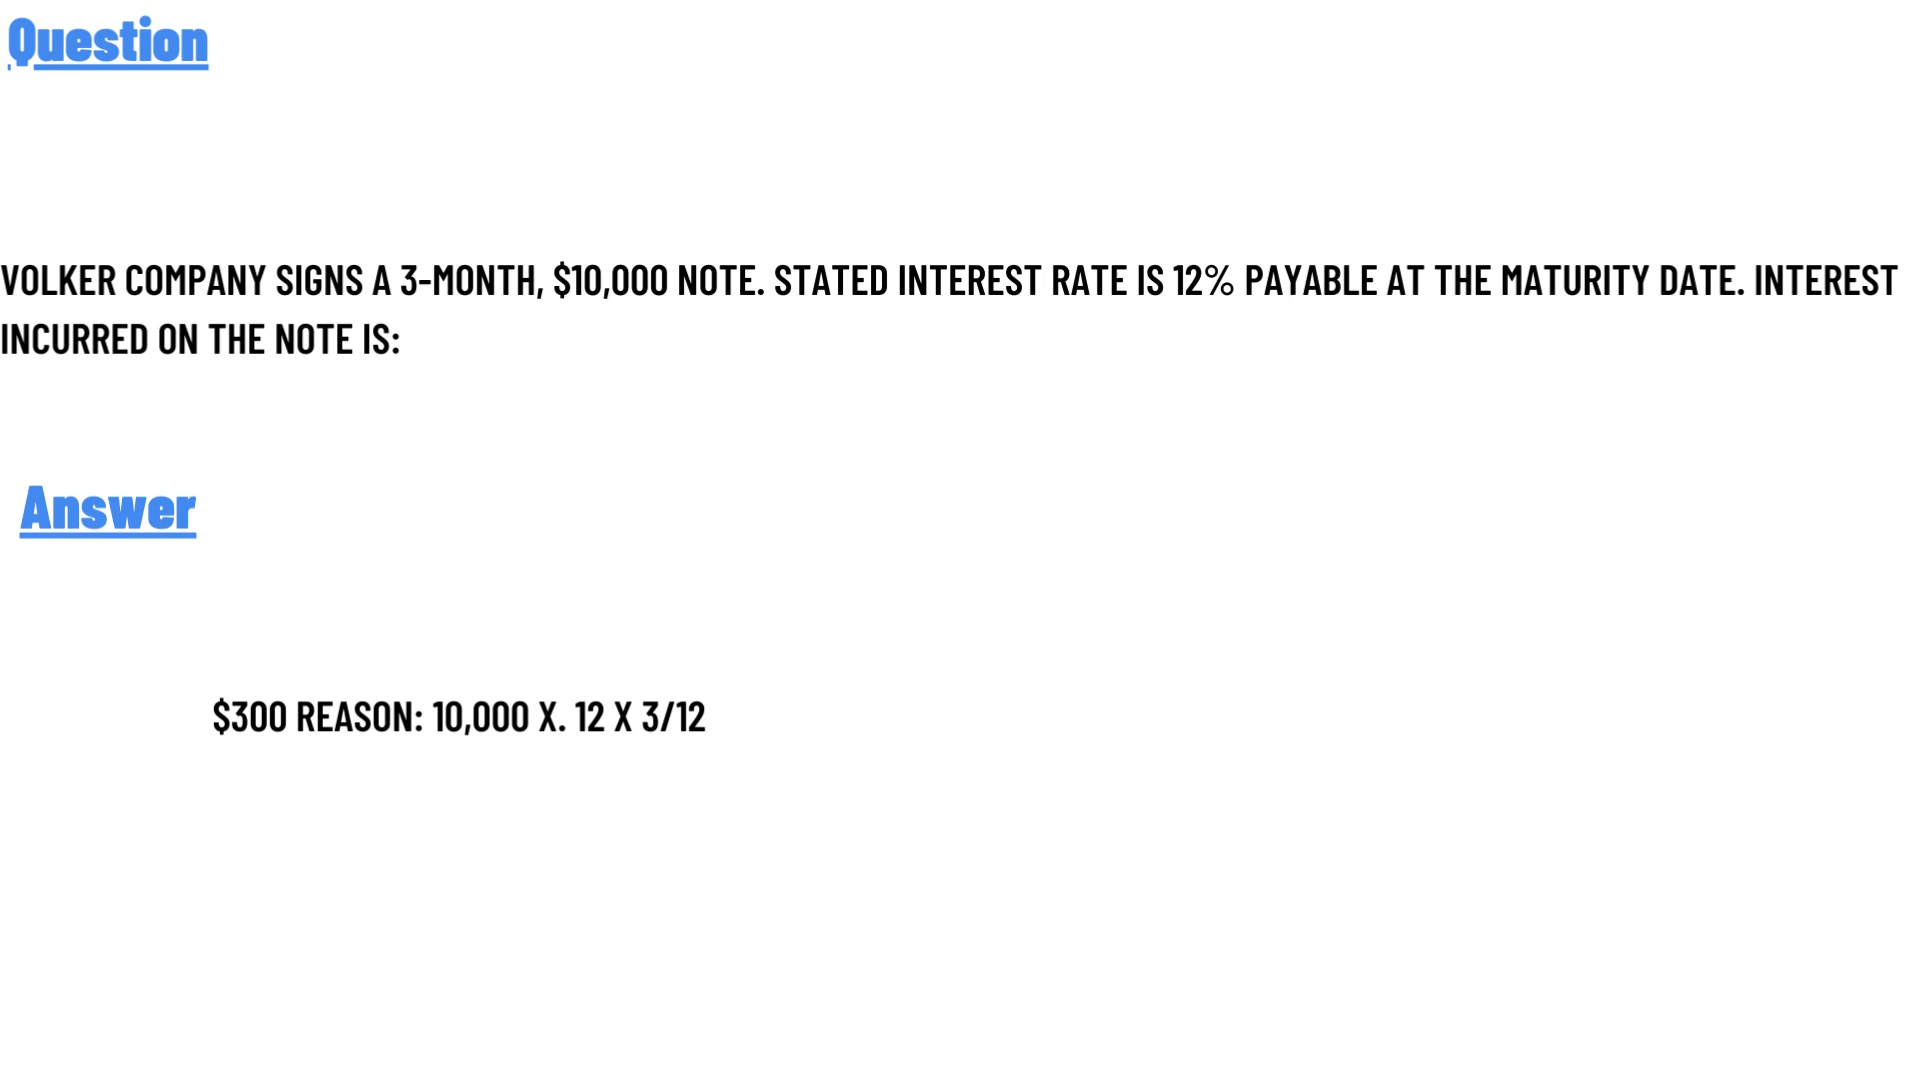 Question
VOLKER COMPANY SIGNS A 3-MONTH, $10,000 NOTE. STATED INTEREST RATE IS 12% PAYABLE AT THE MATURITY DATE. INTEREST
INCURRED ON THE NOTE IS:
Answer
$300 REASON: 10,000 X. 12 X 3/12